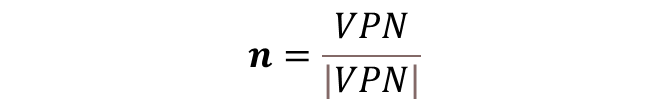 n = VPN / |VPN|